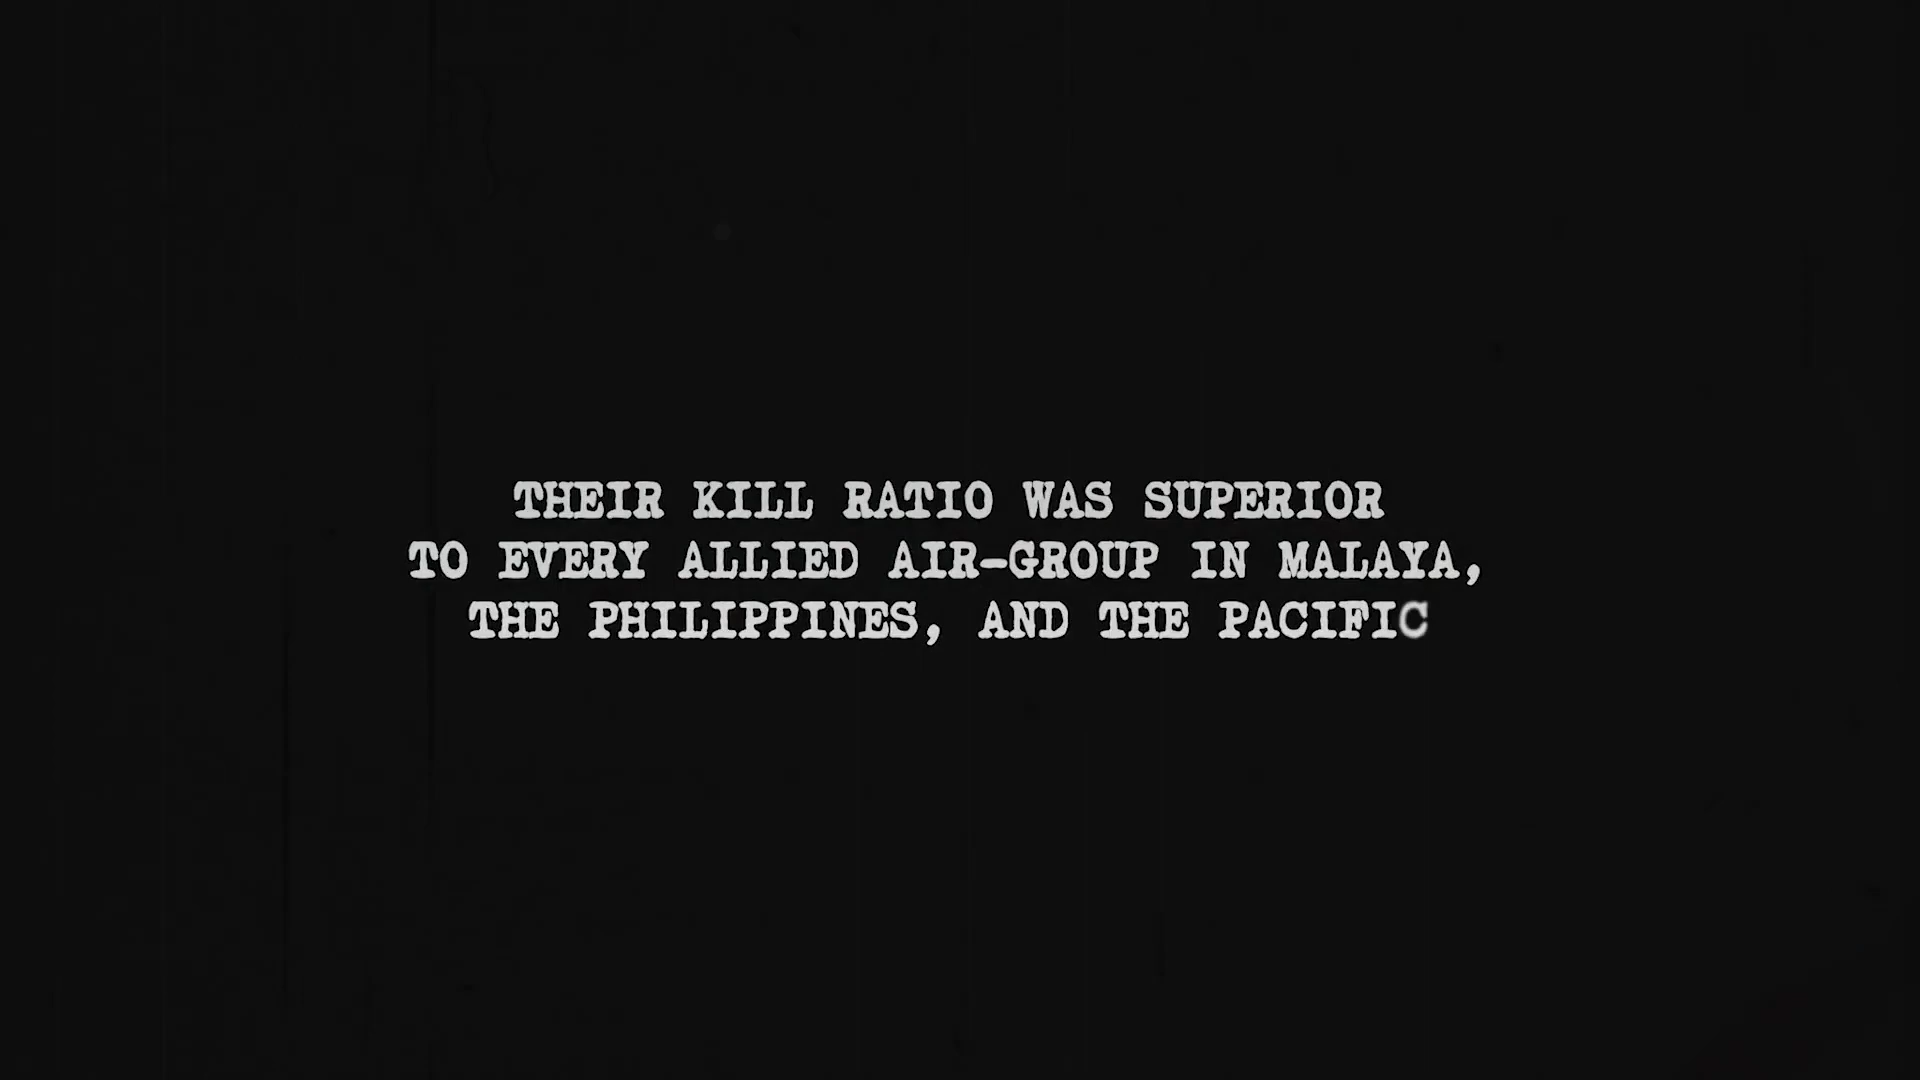 THEIR KILL RATIO WAS SUPERIOR
TO EVERY ALLIED AIR-GROUP IN MALAYA,
THE PHILIPPINES, AND THE PACIFIC